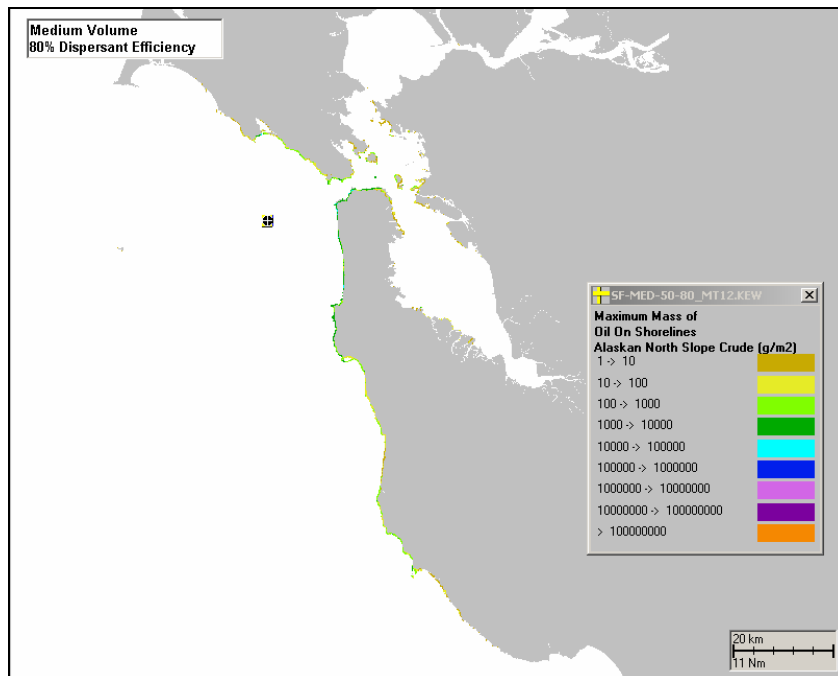 Medium Volume
80% Dispersant Efficiency
SF-MED-50-80_MT12.KEW
Maximum Mass of
Oil On Shorelines
Alaskan North Slope Crude (g/m2)
1 -> 10
10 -> 100
100 -> 1000
1000 -> 10000
10000 -> 100000
100000 -> 1000000
1000000 -> 10000000
10000000 -> 100000000
> 100000000
20 km
11 Nm